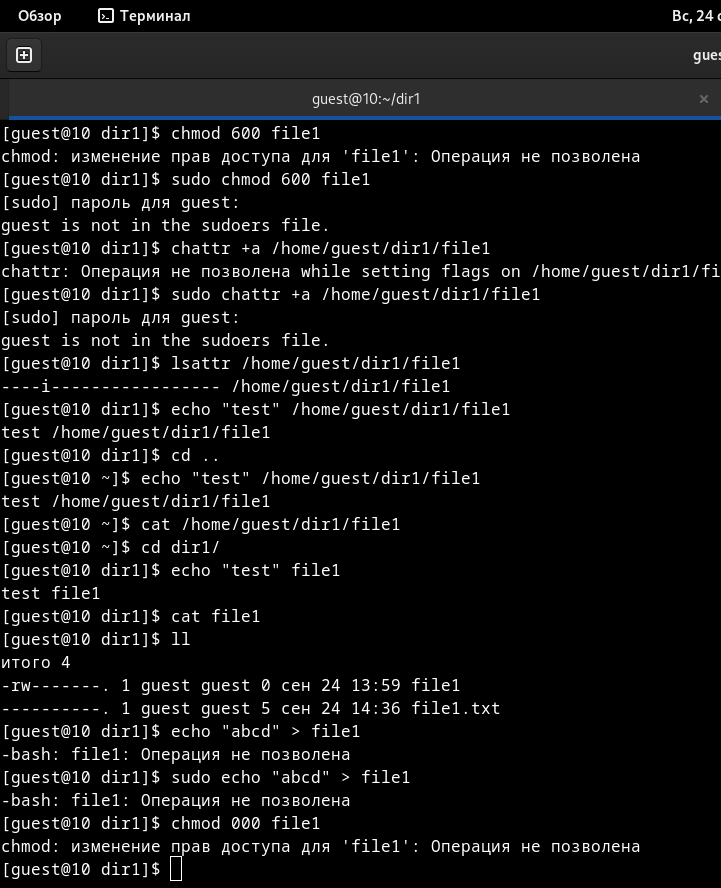 Обзор
Терминал
Вс, 24
gues
guest@10:~/dir1
[guest@10 dir1]$ chmod 600 file1
chmod: изменение прав доступа для 'file1': Операция не позволена
[guest@10 dir1]$ sudo chmod 600 file1
[sudo] пароль для guest:
guest is not in the sudoers file.
[guest@10 dir1]$ chattr +a /home/guest/dir1/file1
chattr: Операция не позволена while setting flags on /home/guest/dir1/fi
[guest@10 dir1]$ sudo chattr +a /home/guest/dir1/file1
[sudo] пароль для guest:
guest is not in the sudoers file.
[guest@10 dir1]$ lsattr /home/guest/dir1/file1
----i----------------- /home/guest/dir1/file1
[guest@10 dir1]$ echo "test" /home/guest/dir1/file1
test /home/guest/dir1/file1
[guest@10 dir1]$ cd ..
[guest@10 ~]$ echo "test" /home/guest/dir1/file1
test /home/guest/dir1/file1
[guest@10 ~]$ cat /home/guest/dir1/file1
[guest@10 ~]$ cd dir1/
[guest@10 dir1]$ echo "test" file1
test file1
[guest@10 dir1]$ cat file1
[guest@10 dir1]$ ll
итого 4
-rw-------. 1 guest guest 0 сен 24 13:59 file1
----------. 1 guest guest 5 сен 24 14:36 file1.txt
[guest@10 dir1]$ echo "abcd" > file1
-bash: file1: Операция не позволена
[guest@10 dir1]$ sudo echo "abcd" > file1
-bash: file1: Операция не позволена
[guest@10 dir1]$ chmod 000 file1
chmod: изменение прав доступа для 'file1': Операция не позволена
[guest@10 dir1]$